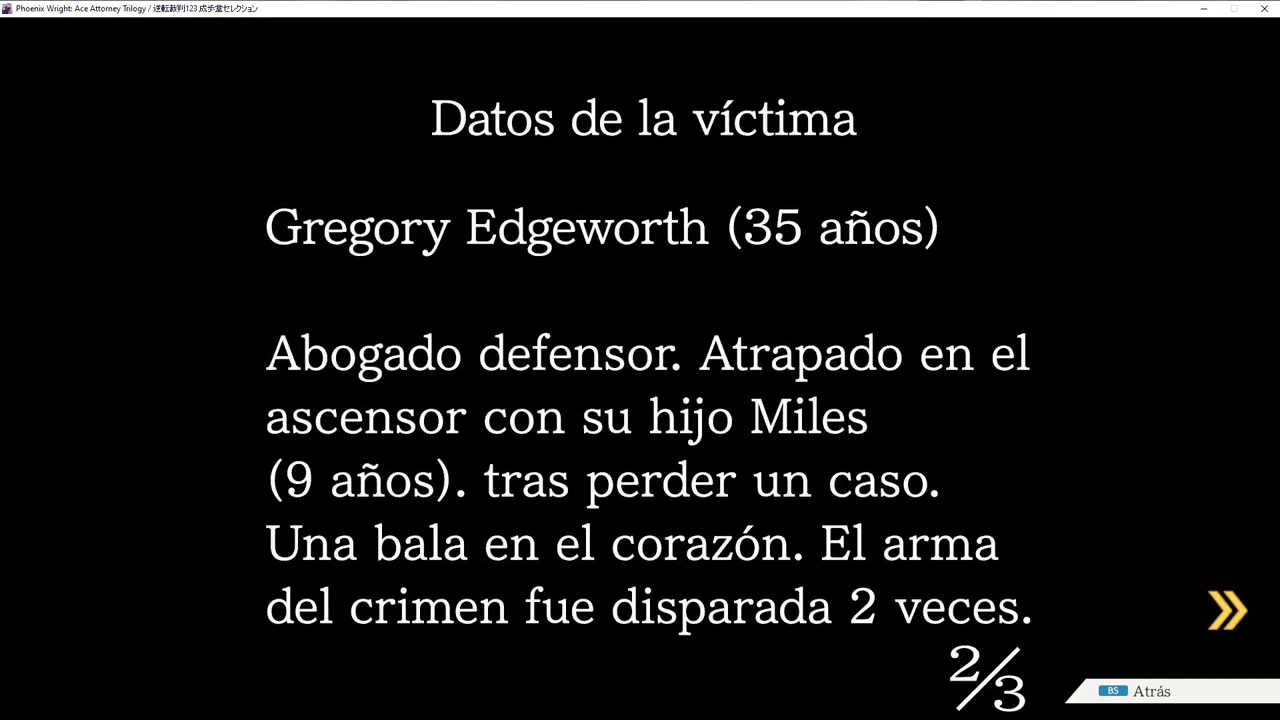 Phoenix Wright: Ace Attorney Trilogy / 逆転裁判123 成歩堂セレクション
Datos de la víctima
Gregory Edgeworth (35 años)
Abogado defensor. Atrapado en el
ascensor con su hijo Miles
(9 años). tras perder un caso.
Una bala en el corazón. El arma
del crimen fue disparada 2 veces.
2/3
BS Atrás